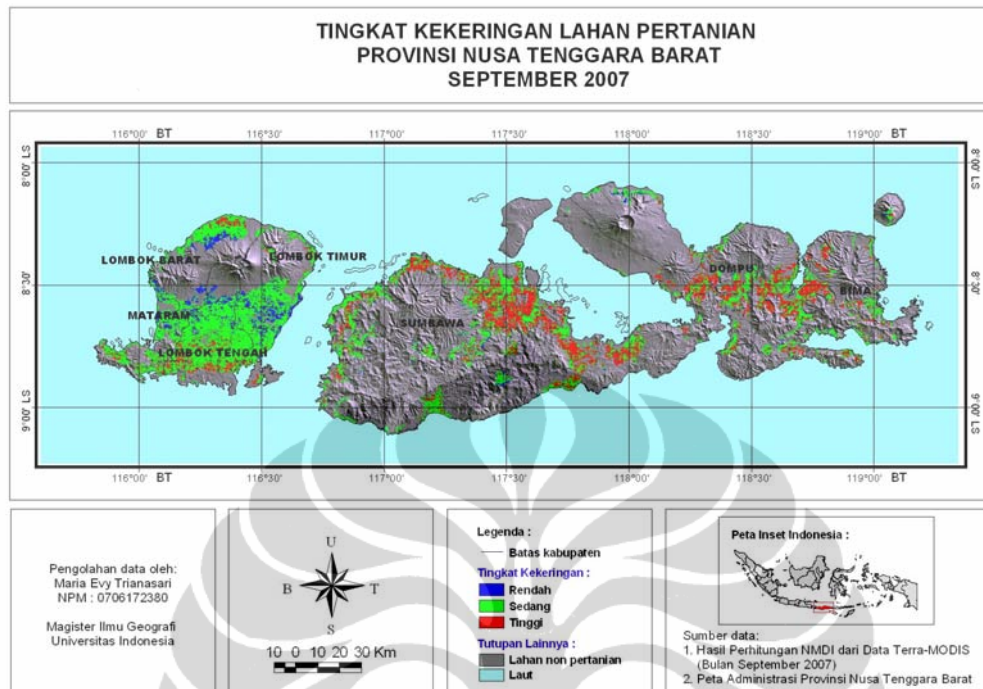 TINGKAT KEKERINGAN LAHAN PERTANIAN
PROVINSI NUSA TENGGARA BARAT
SEPTEMBER 2007
116°00' BT 116°30' 117°00' 117°30' 118°00' 118°30' 119°00' BT
8°00' LS 8°00' LS
LOMBOK BARAT LOMBOK TIMUR DOMPU
8°30' 8°30'
BIMA
MATARAM SUMBAWA
LOMBOK TENGAH
9°00' LS 9°00' LS
116°00' BT 116°30' 117°00' 117°30' 118°00' 118°30' 119°00' BT
Pengolahan data oleh:
Maria Evy Trianasari
NPM : 0706172380
Magister Ilmu Geografi
Universitas Indonesia
U
B T
S
10 0 10 20 30 Km
Legenda :
Batas kabupaten
Tingkat Kekeringan :
Rendah
Sedang
Tinggi
Tutupan Lainnya :
Lahan non pertanian
Laut
Peta Inset Indonesia :
Sumber data:
1. Hasil Perhitungan NMDI dari Data Terra-MODIS
(Bulan September 2007)
2. Peta Administrasi Provinsi Nusa Tenggara Barat